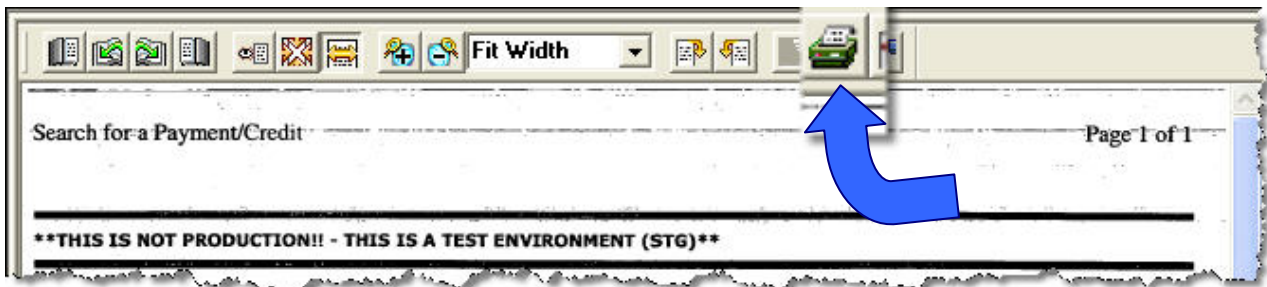 Fit Width
Search for a Payment/Credit Page 1 of 1
**THIS IS NOT PRODUCTION!! - THIS IS A TEST ENVIRONMENT (STG)**